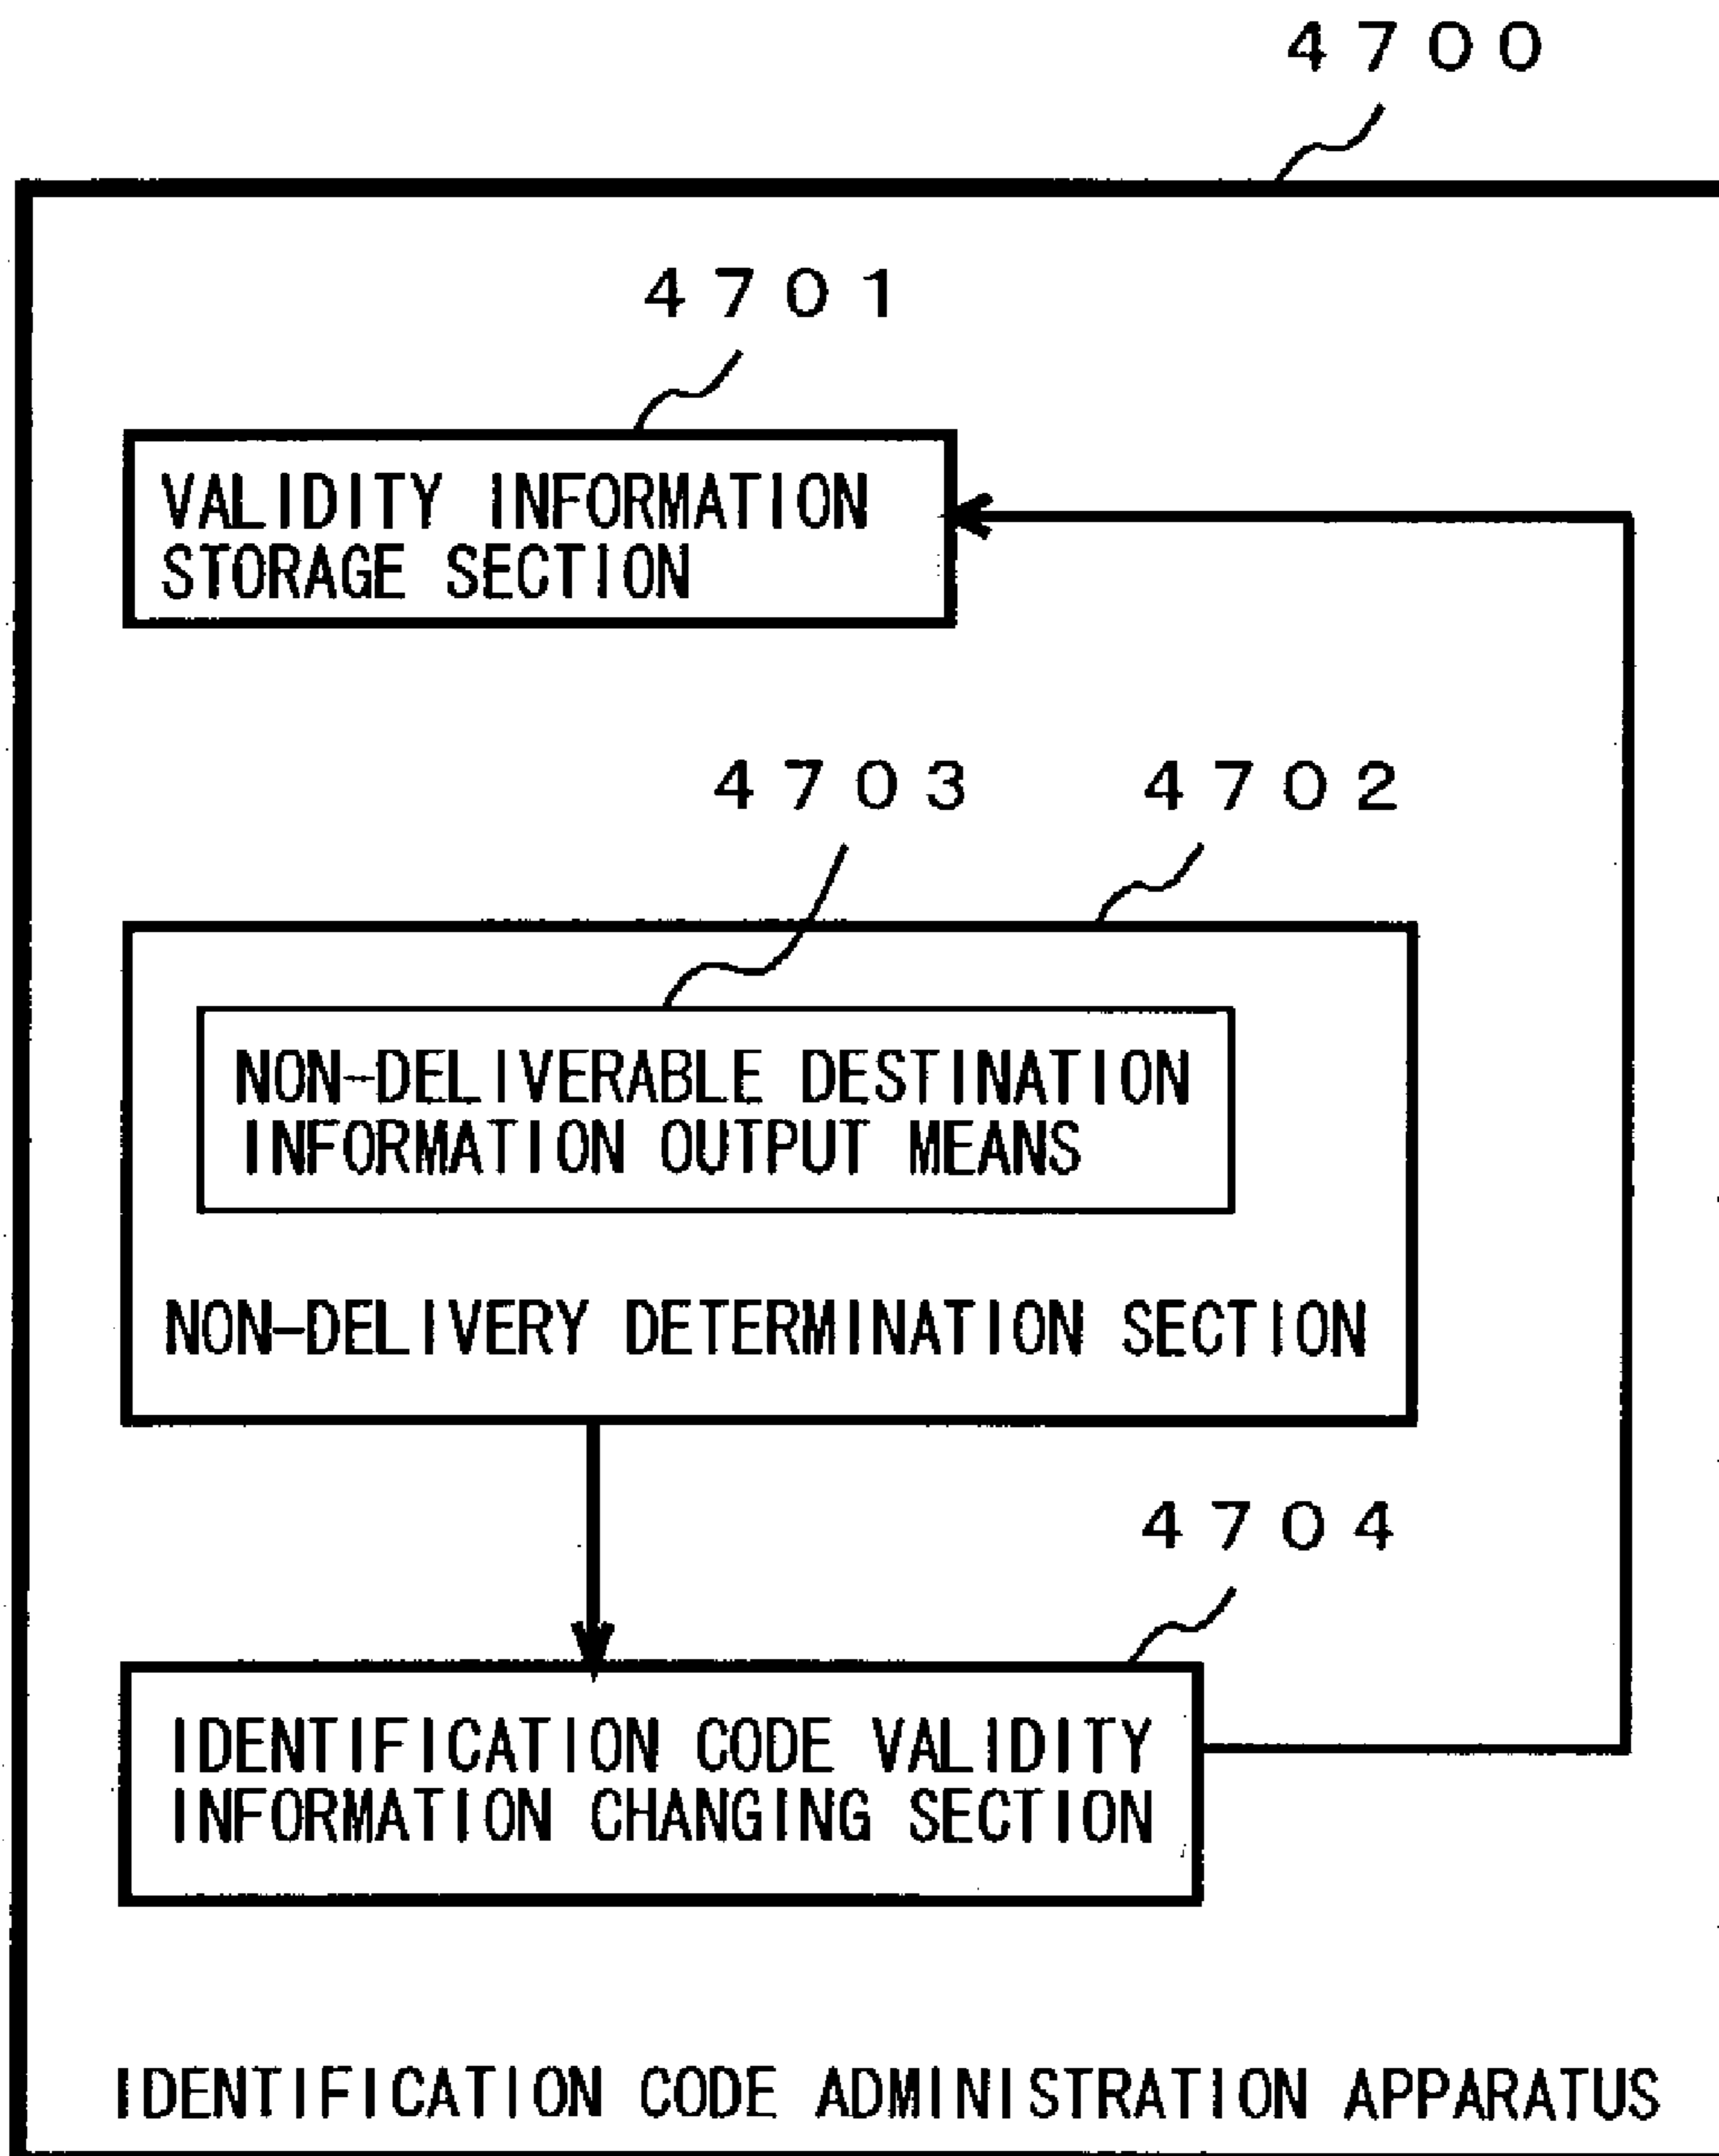 4700
4701
VALIDITY INFORMATION
STORAGE SECTION
4703
4702
NON-DELIVERABLE DESTINATION
INFORMATION OUTPUT MEANS
NON-DELIVERY DETERMINATION SECTION
4704
IDENTIFICATION CODE VALIDITY
INFORMATION CHANGING SECTION
IDENTIFICATION CODE ADMINISTRATION APPARATUS